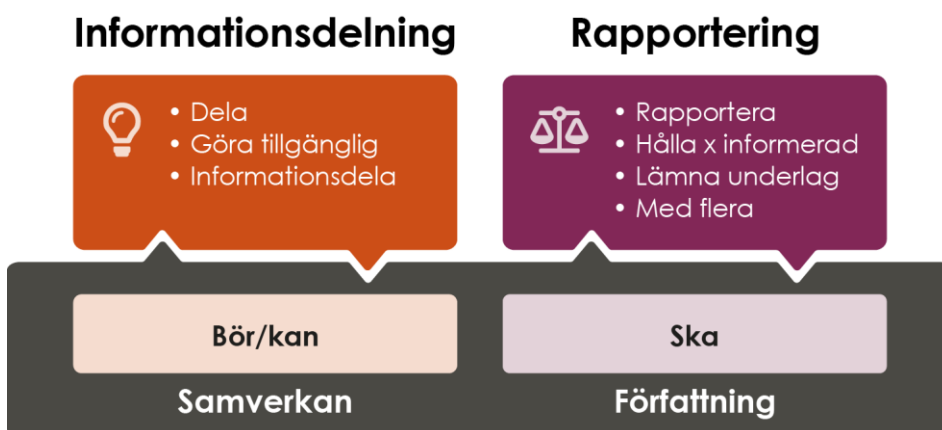 Informationsdelning
• Dela
• Göra tillgänglig
• Informationsdela
Bör/kan
Samverkan
Rapportering
• Rapportera
• Hålla x informerad
• Lämna underlag
• Med flera
Ska
Författning